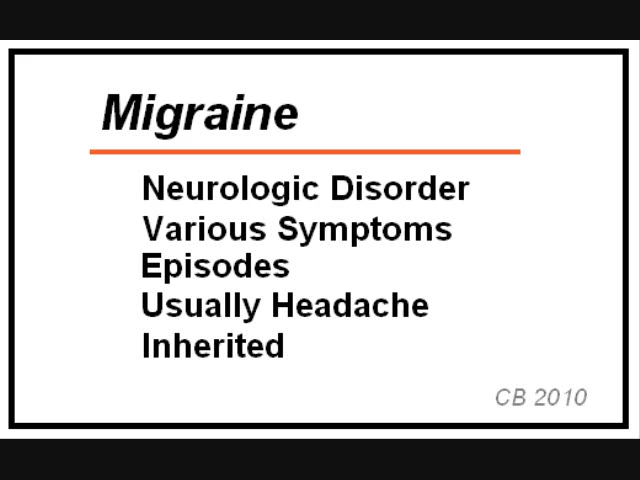 Migraine
Neurologic Disorder
Various Symptoms
Episodes
Usually Headache
Inherited
CB 2010